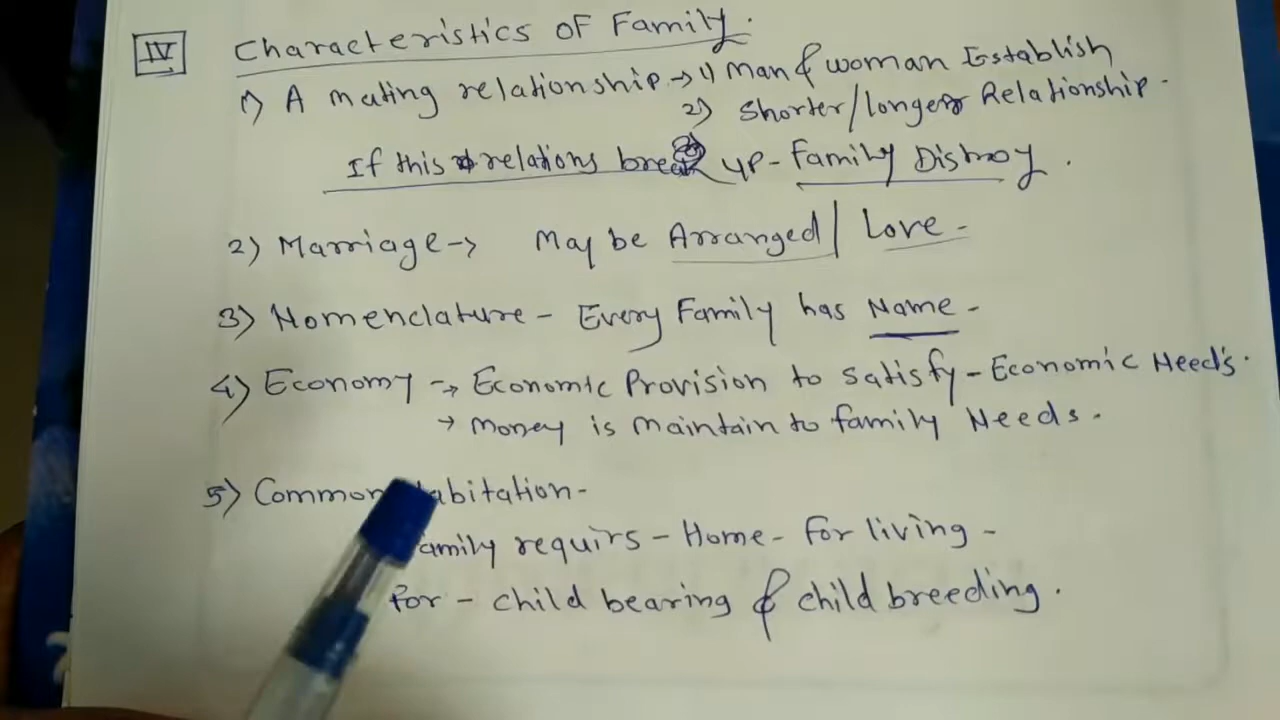 IV Characteristics of Family.
1) A mating relationship → 1) Man & woman Establish
2) Shorter/longer Relationship.
If this relations break up - Family Distroy.
2) Marriage → May be Arranged / Love -
3) Nomenclature - Every Family has Name -
4) Economy → Economic Provision to satisfy - Economic Needs.
→ Money is maintain to family Needs.
5) Common abitation -
amily requirs - Home - For living -
For - child bearing & child breeding.